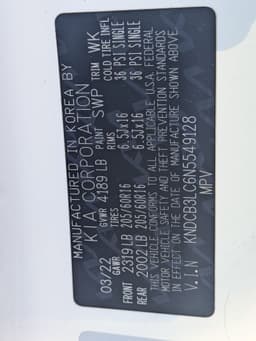 MANUFACTURED IN KOREA BY
KIA CORPORATION
03/22 GVWR 4189 LB PAINT SWP TRIM WK
GAWR TIRES RIMS COLD TIRE INFL
FRONT 2319 LB 205/60R16 6.5JX16 36 PSI SINGLE
REAR 2002 LB 205/60R16 6.5JX16 36 PSI SINGLE
THIS VEHICLE CONFORMS TO ALL APPLICABLE U.S.A. FEDERAL
MOTOR VEHICLE SAFETY AND THEFT PREVENTION STANDARDS
IN EFFECT ON THE DATE OF MANUFACTURE SHOWN ABOVE.
V.I.N KNDCB3LC6N5549128
MPV